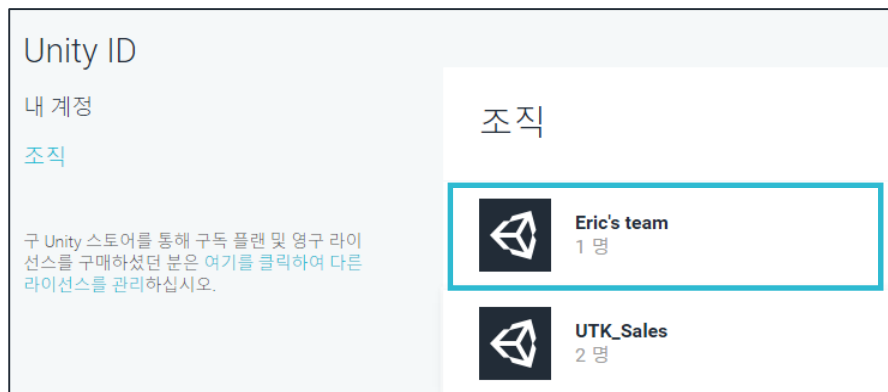 Unity ID
내 계정
조직
구 Unity 스토어를 통해 구독 플랜 및 영구 라이
선스를 구매하셨던 분은 여기를 클릭하여 다른
라이선스를 관리하십시오.
조직
Eric's team
1 명
UTK_Sales
2 명